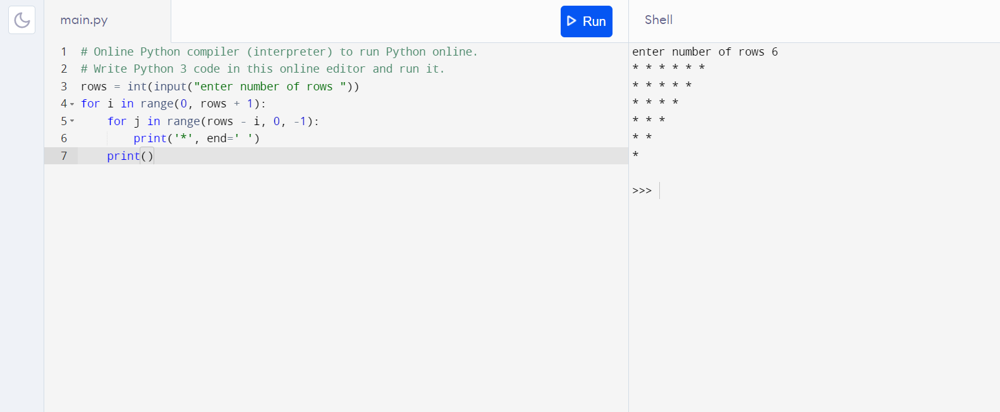 main.py
Run
Shell
1 # Online Python compiler (interpreter) to run Python online.
2 # Write Python 3 code in this online editor and run it.
3 rows = int(input("enter number of rows "))
4 for i in range(0, rows + 1):
5     for j in range(rows - i, 0, -1):
6         print('*', end=' ')
7     print()
enter number of rows 6
* * * * * *
* * * * *
* * * *
* * *
* *
*
>>>